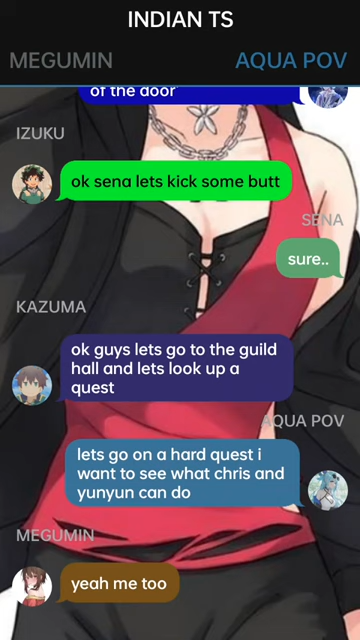 INDIAN TS
MEGUMIN
AQUA POV
of the door
IZUKU
ok sena lets kick some butt
SENA
sure..
KAZUMA
ok guys lets go to the guild
hall and lets look up a
quest
AQUA POV
lets go on a hard quest i
want to see what chris and
yunyun can do
MEGUMIN
yeah me too